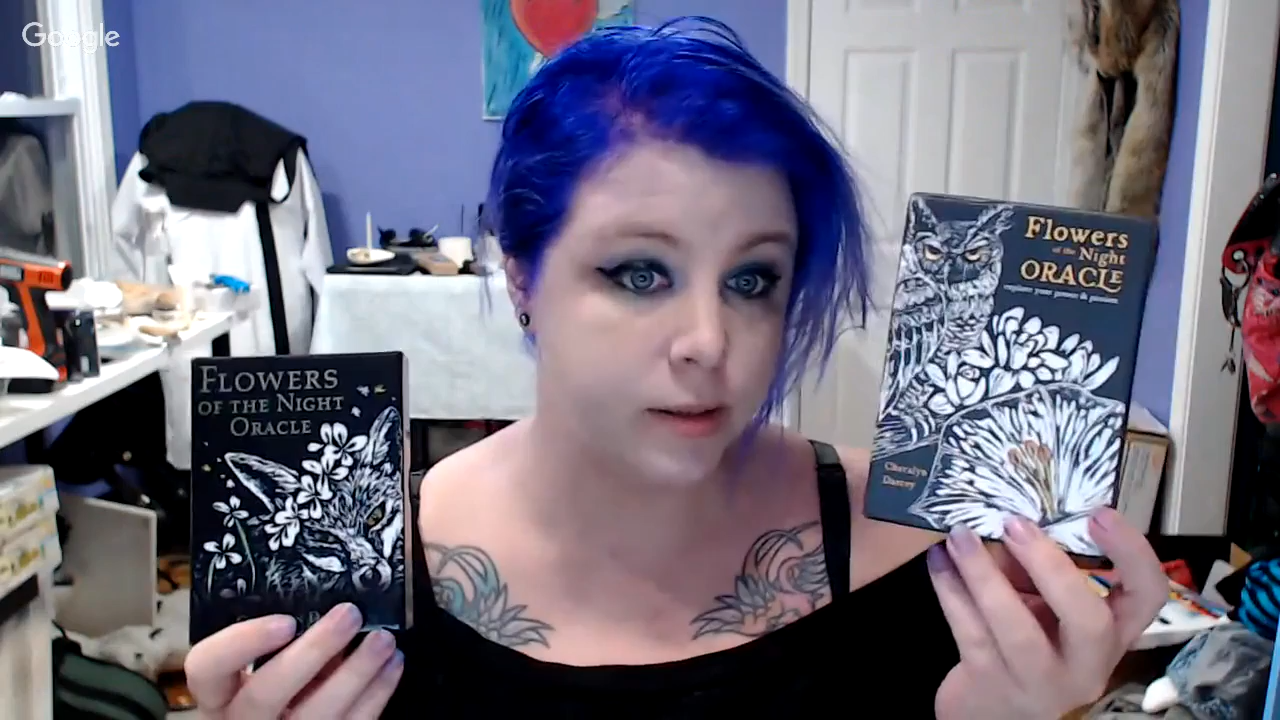 Google
FLOWERS
OF THE NIGHT
ORACLE
Flowers
of the Night
ORACLE
explore your power & passion
Cheralyn
Darcey